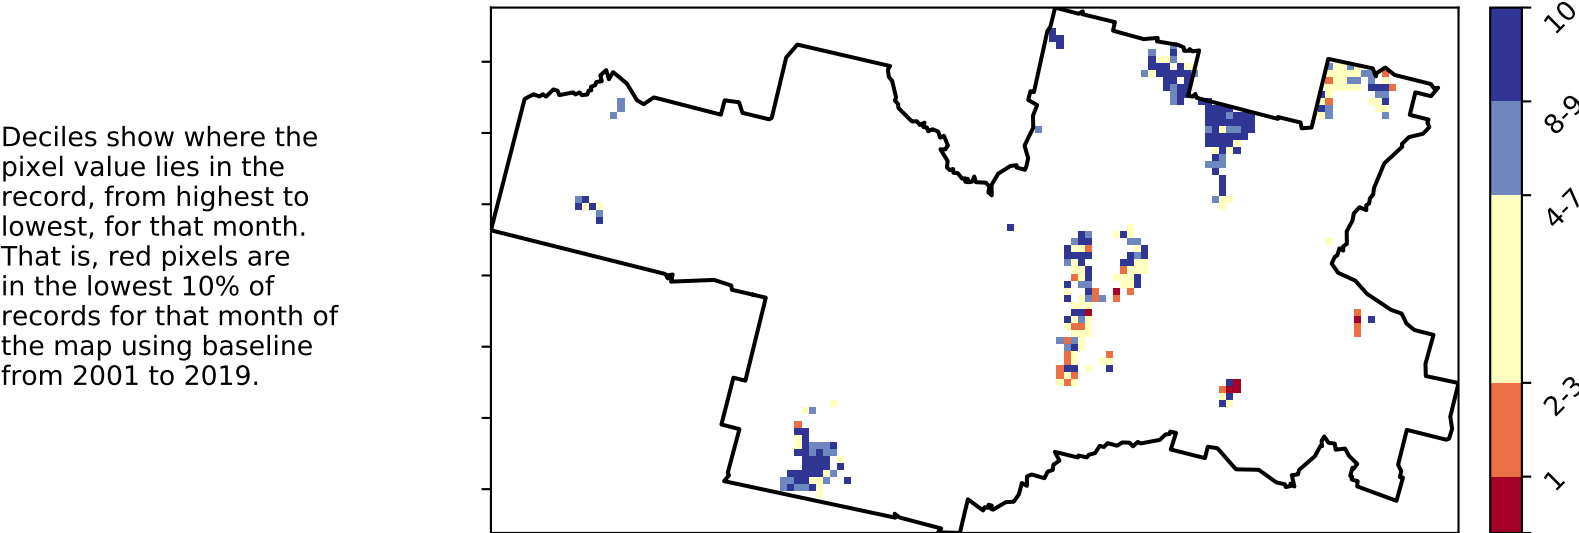 Deciles show where the
pixel value lies in the
record, from highest to
lowest, for that month.
That is, red pixels are
in the lowest 10% of
records for that month of
the map using baseline
from 2001 to 2019.
10
8-9
4-7
2-3
1